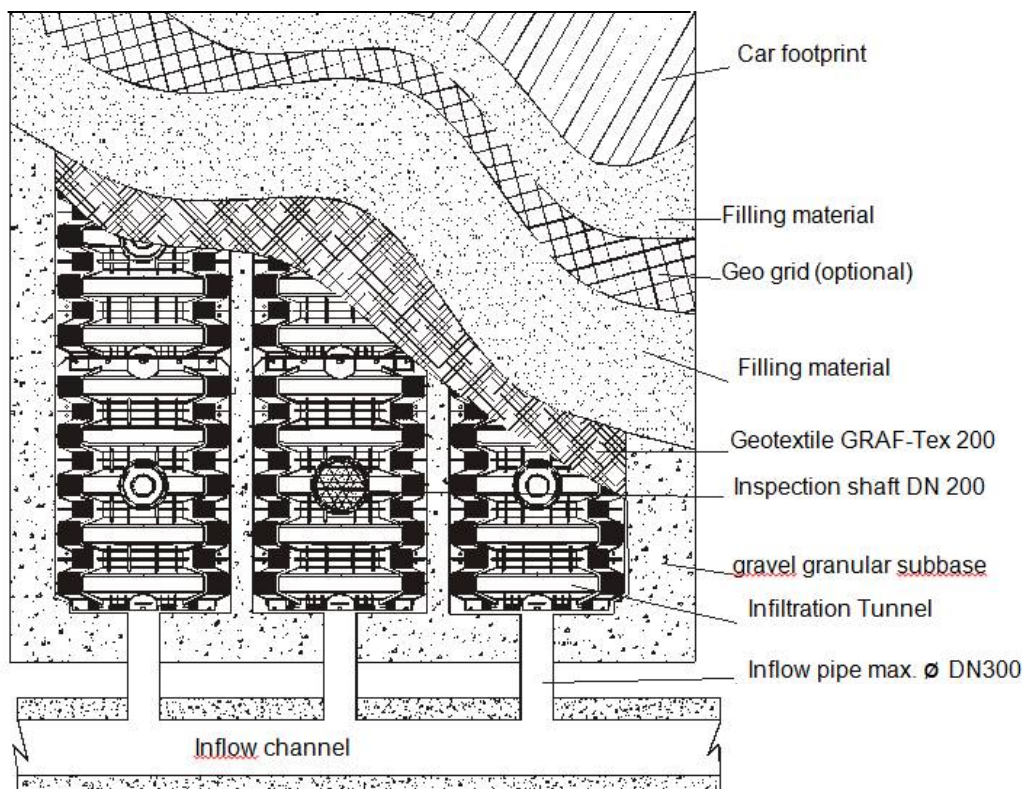 Car footprint
Filling material
Geo grid (optional)
Filling material
Geotextile GRAF-Tex 200
Inspection shaft DN 200
gravel granular subbase
Infiltration Tunnel
Inflow pipe max. ø DN300
Inflow channel